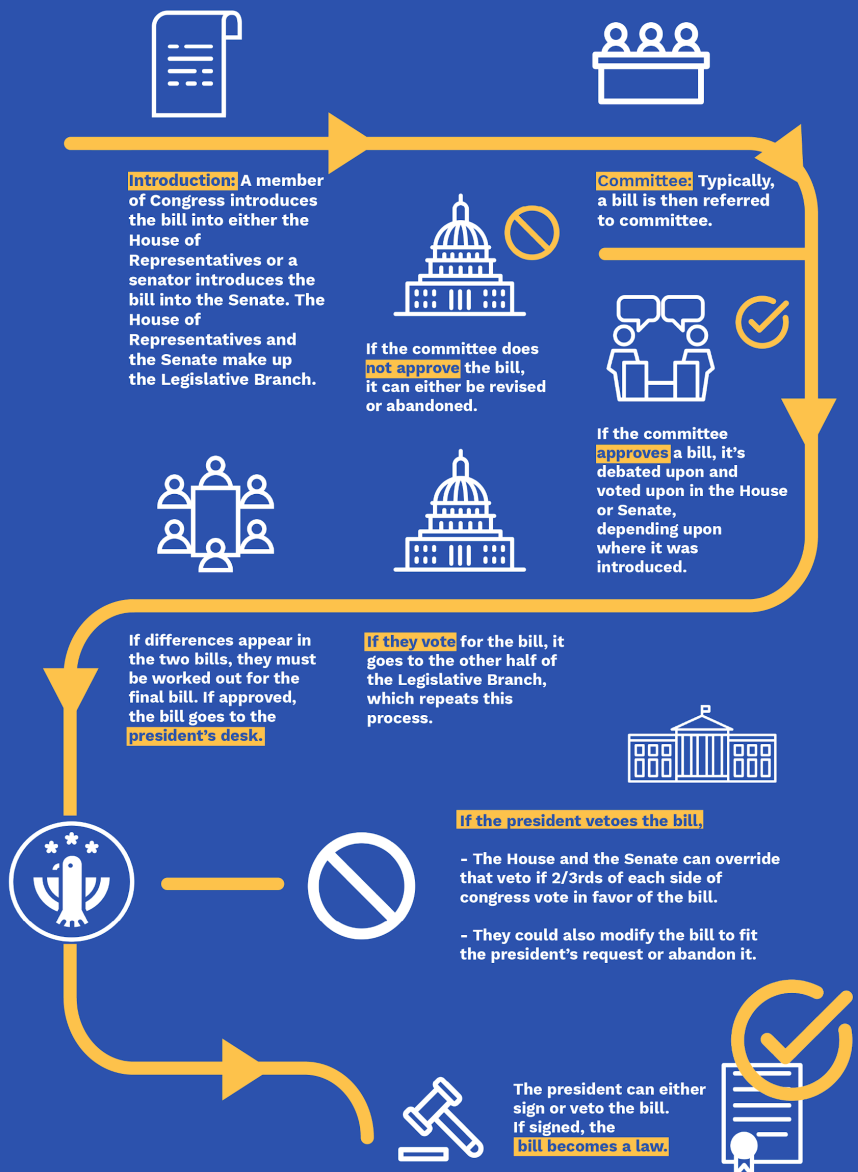 Introduction: A member
of Congress introduces
the bill into either the
House of
Representatives or a
senator introduces the
bill into the Senate. The
House of
Representatives and
the Senate make up
the Legislative Branch.
Committee: Typically,
a bill is then referred
to committee.
If the committee does
not approve the bill,
it can either be revised
or abandoned.
If the committee
approves a bill, it's
debated upon and
voted upon in the House
or Senate,
depending upon
where it was
introduced.
If they vote for the bill, it
goes to the other half of
the Legislative Branch,
which repeats this
process.
If differences appear in
the two bills, they must
be worked out for the
final bill. If approved,
the bill goes to the
president's desk.
If the president vetoes the bill,
- The House and the Senate can override
that veto if 2/3rds of each side of
congress vote in favor of the bill.
- They could also modify the bill to fit
the president's request or abandon it.
The president can either
sign or veto the bill.
If signed, the
bill becomes a law.